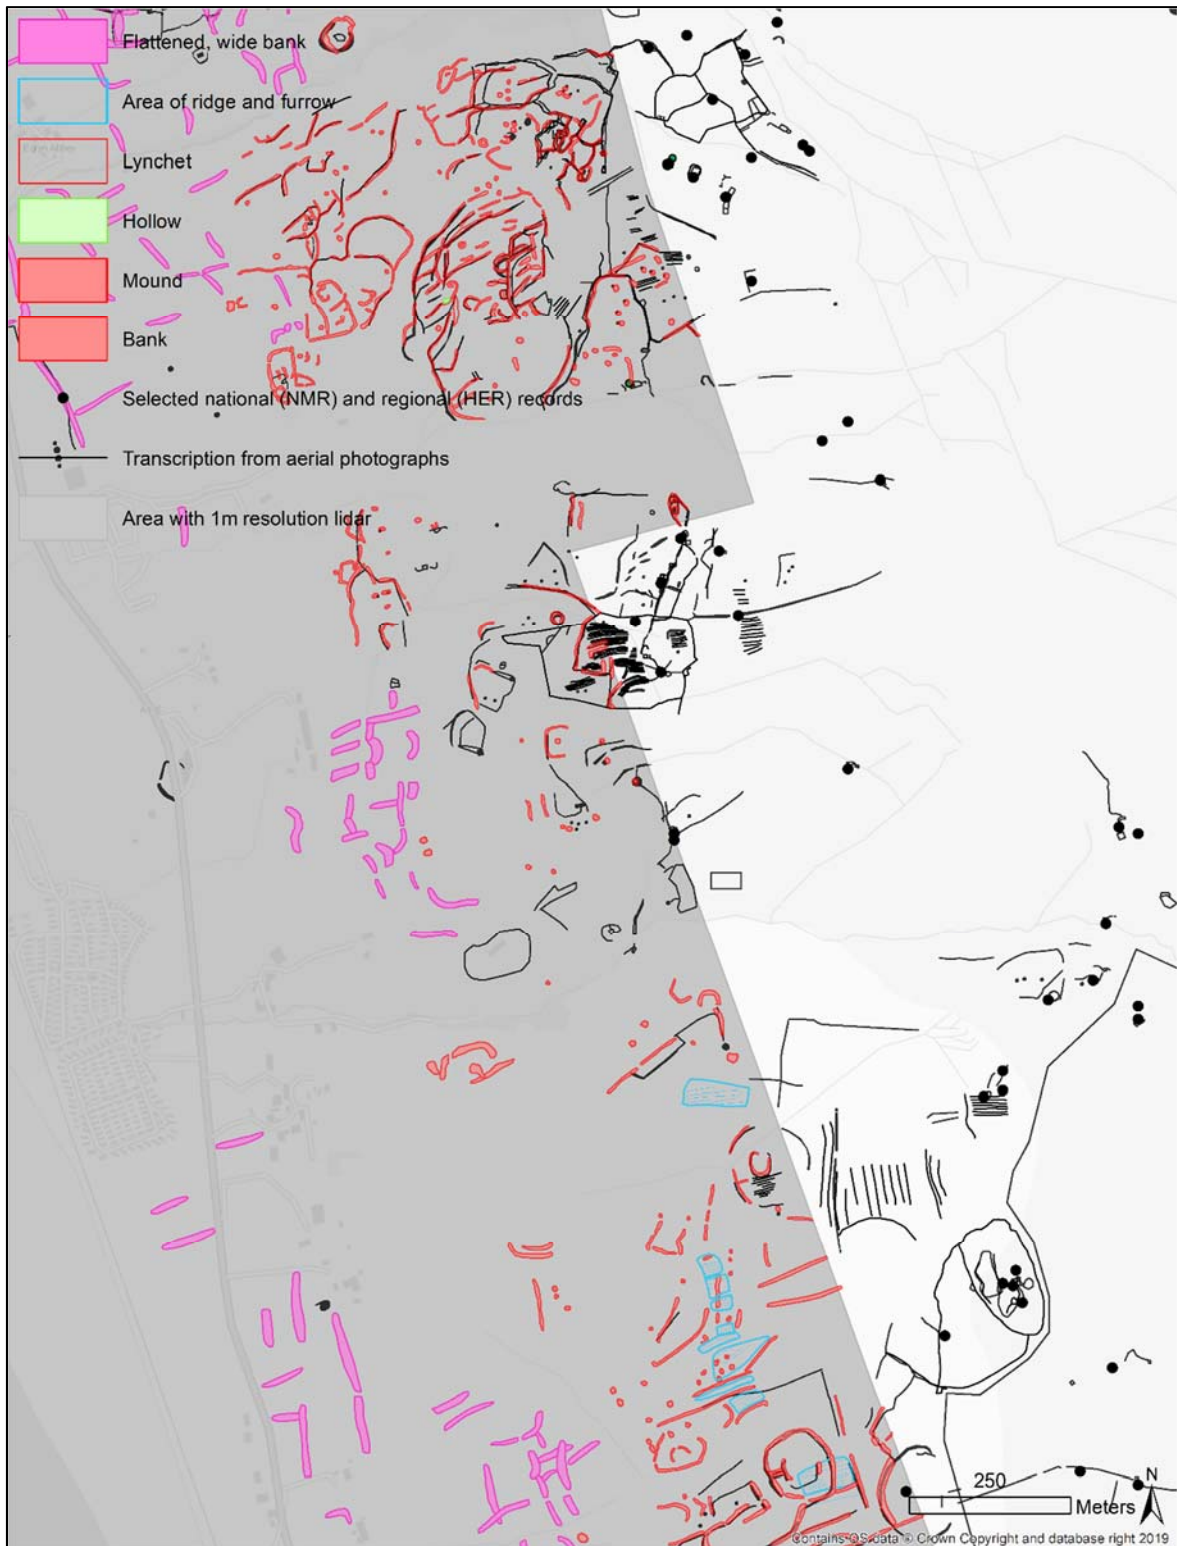 Flattened, wide bank
Area of ridge and furrow
Lynchet
Hollow
Mound
Bank
Selected national (NMR) and regional (HER) records
Transcription from aerial photographs
Area with 1m resolution lidar
250
Meters
N
Contains OS data © Crown Copyright and database right 2019